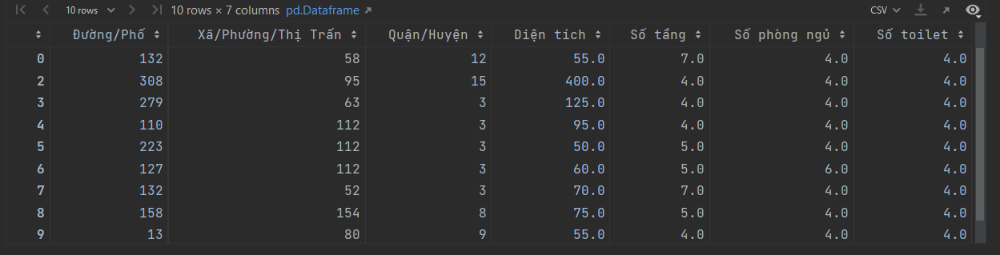 10 rows 10 rows × 7 columns pd.Dataframe CSV
Đường/Phố Xã/Phường/Thị Trấn Quận/Huyện Diện tích Số tầng Số phòng ngủ Số toilet
0 132 58 12 55.0 7.0 4.0 4.0
2 308 95 15 400.0 4.0 4.0 4.0
3 279 63 3 125.0 4.0 4.0 4.0
4 110 112 3 95.0 4.0 4.0 4.0
5 223 112 3 50.0 5.0 4.0 4.0
6 127 112 3 60.0 5.0 6.0 4.0
7 132 52 3 70.0 7.0 4.0 4.0
8 158 154 8 75.0 5.0 4.0 4.0
9 13 80 9 55.0 4.0 4.0 4.0